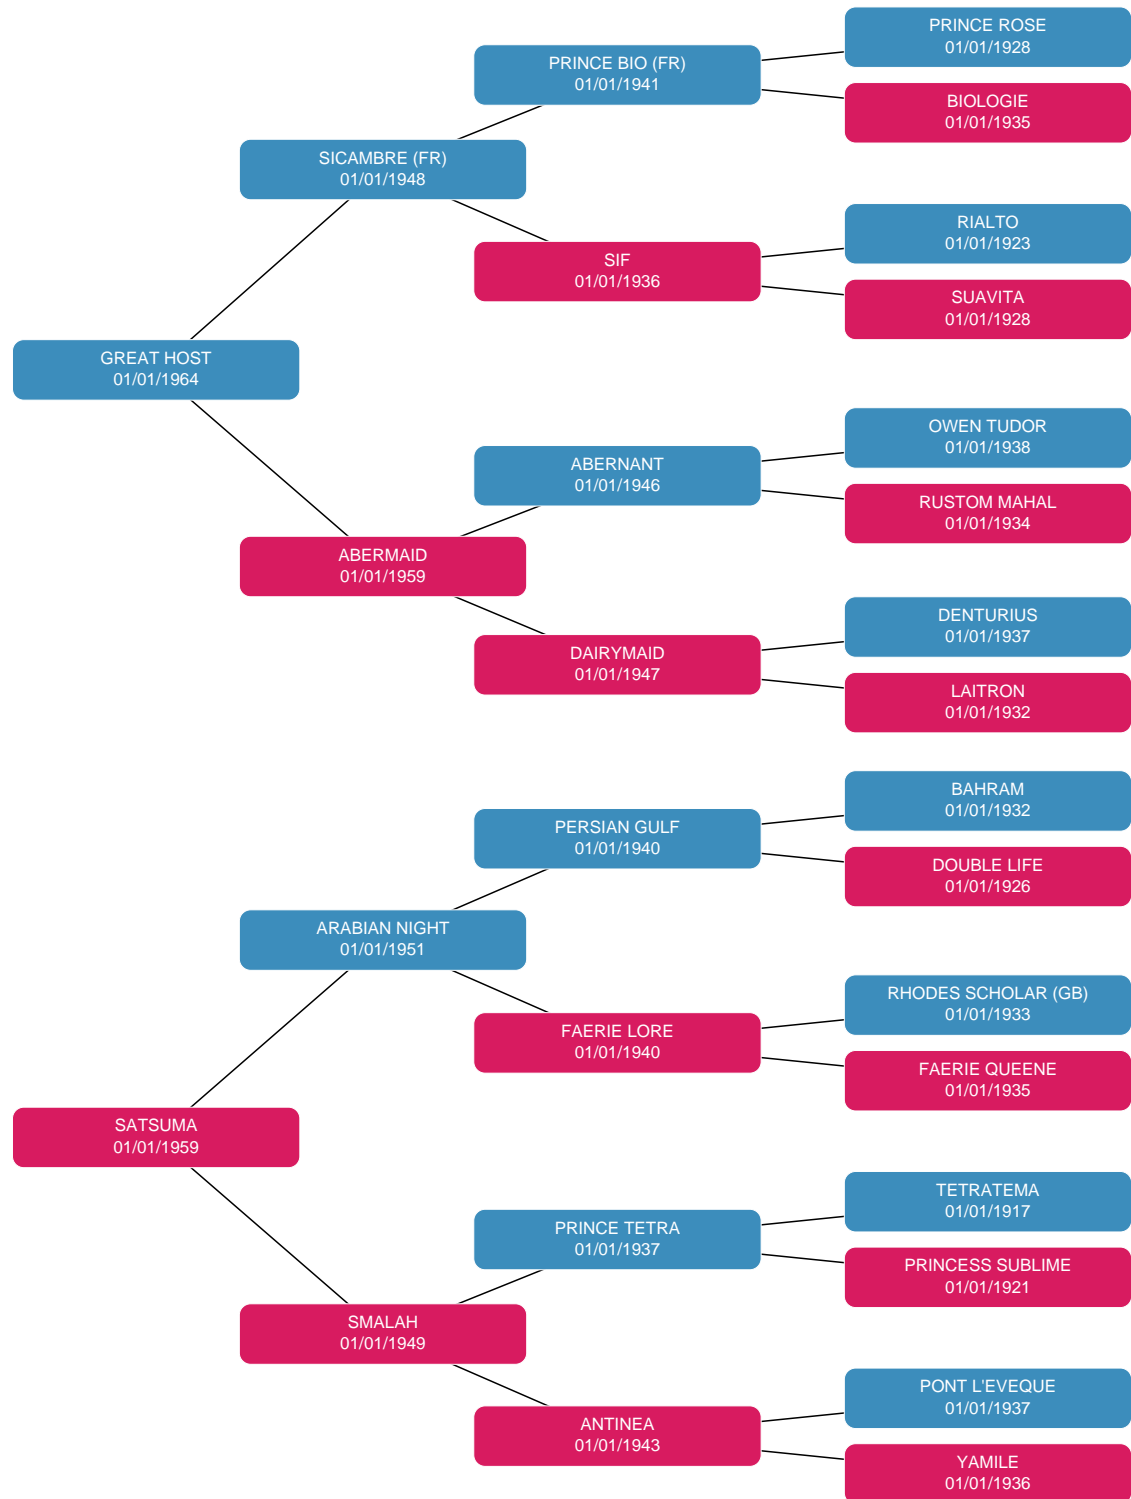 PRINCE ROSE
01/01/1928
PRINCE BIO (FR)
01/01/1941
BIOLOGIE
01/01/1935
SICAMBRE (FR)
01/01/1948
RIALTO
01/01/1923
SIF
01/01/1936
SUAVITA
01/01/1928
GREAT HOST
01/01/1964
OWEN TUDOR
01/01/1938
ABERNANT
01/01/1946
RUSTOM MAHAL
01/01/1934
ABERMAID
01/01/1959
DENTURIUS
01/01/1937
DAIRYMAID
01/01/1947
LAITRON
01/01/1932
BAHRAM
01/01/1932
PERSIAN GULF
01/01/1940
DOUBLE LIFE
01/01/1926
ARABIAN NIGHT
01/01/1951
RHODES SCHOLAR (GB)
01/01/1933
FAERIE LORE
01/01/1940
FAERIE QUEENE
01/01/1935
SATSUMA
01/01/1959
TETRATEMA
01/01/1917
PRINCE TETRA
01/01/1937
PRINCESS SUBLIME
01/01/1921
SMALAH
01/01/1949
PONT L'EVEQUE
01/01/1937
ANTINEA
01/01/1943
YAMILE
01/01/1936